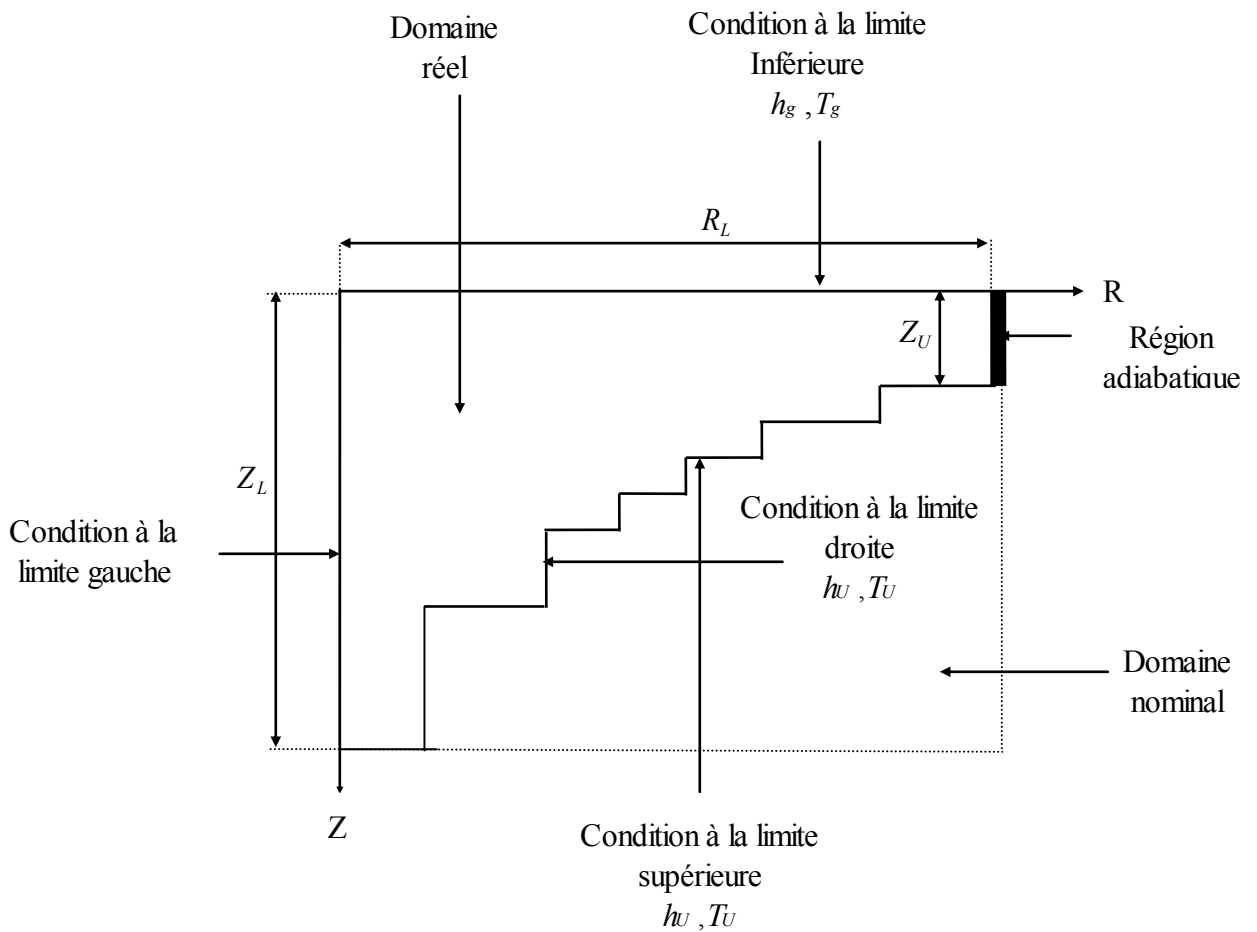 Domaine
réel
Condition à la limite
Inférieure
hg , Tg
RL
R
ZU
Région
adiabatique
ZL
Condition à la
limite gauche
Condition à la limite
droite
hU , TU
Domaine
nominal
Z
Condition à la limite
supérieure
hU , TU